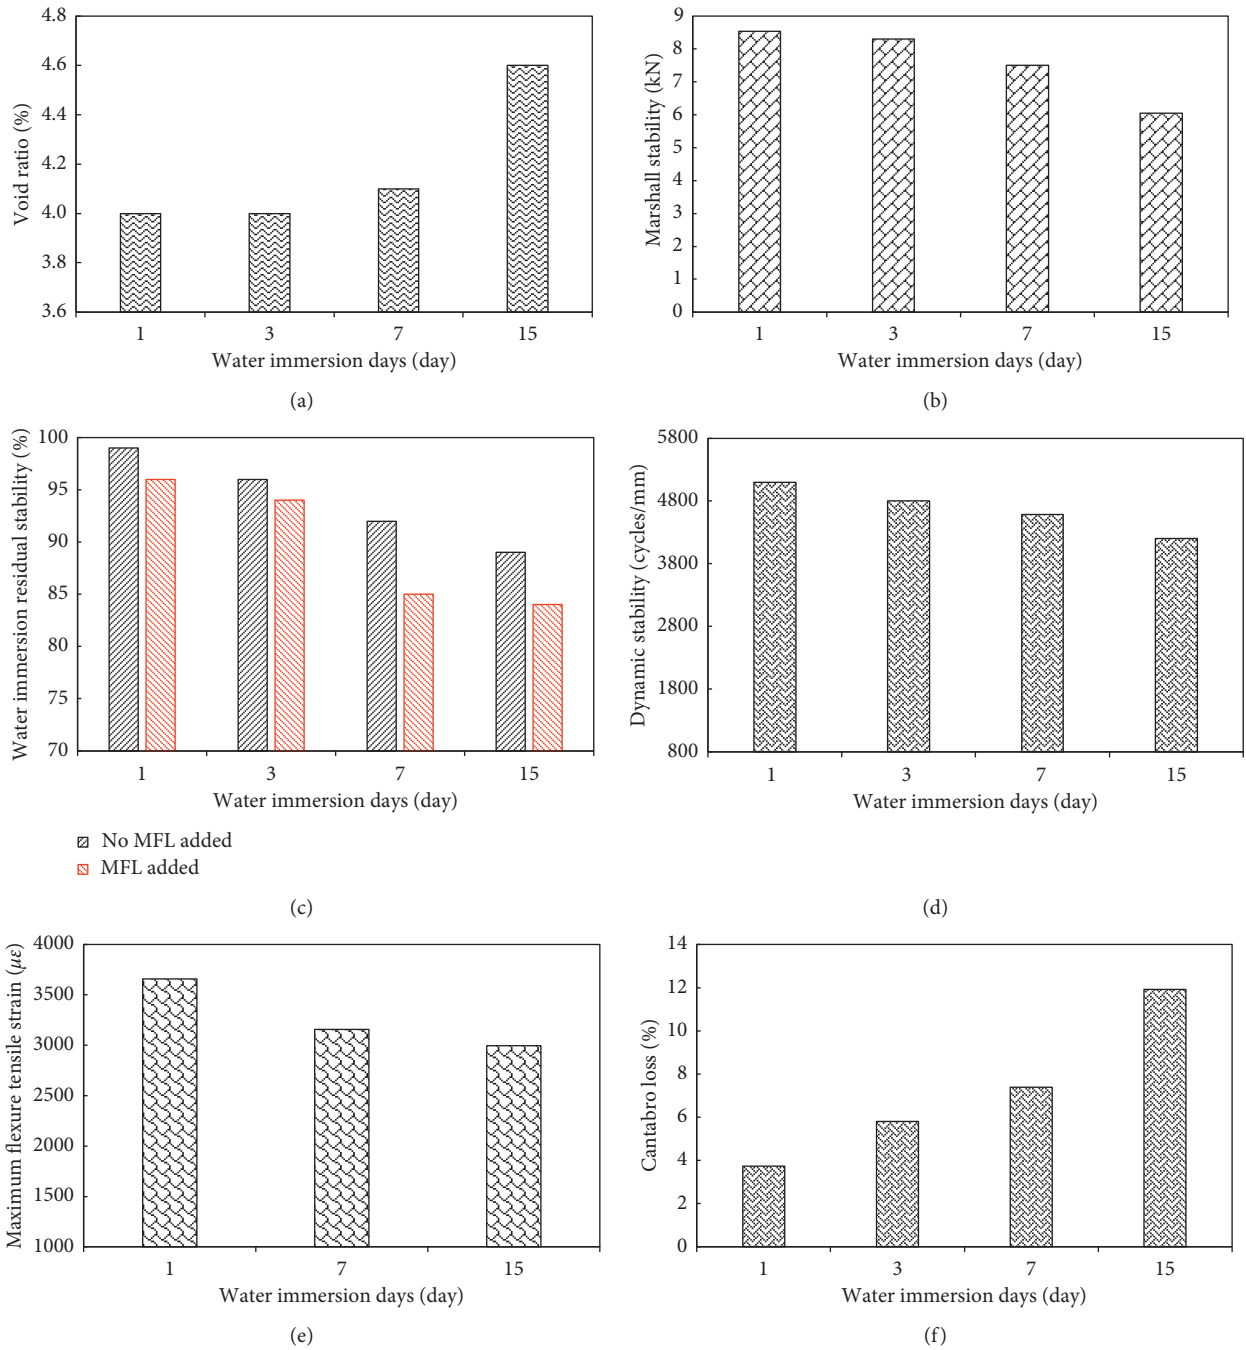 Void ratio (%)
4.8
4.6
4.4
4.2
4.0
3.8
3.6
1 3 7 15
Water immersion days (day)
(a)
Marshall stability (kN)
9
8
7
6
5
4
3
2
1
0
1 3 7 15
Water immersion days (day)
(b)
Water immersion residual stability (%)
100
95
90
85
80
75
70
1 3 7 15
Water immersion days (day)
No MFL added
MFL added
(c)
Dynamic stability (cycles/mm)
5800
4800
3800
2800
1800
800
1 3 7 15
Water immersion days (day)
(d)
Maximum flexure tensile strain (με)
4000
3500
3000
2500
2000
1500
1000
1 7 15
Water immersion days (day)
(e)
Cantabro loss (%)
14
12
10
8
6
4
2
0
1 3 7 15
Water immersion days (day)
(f)